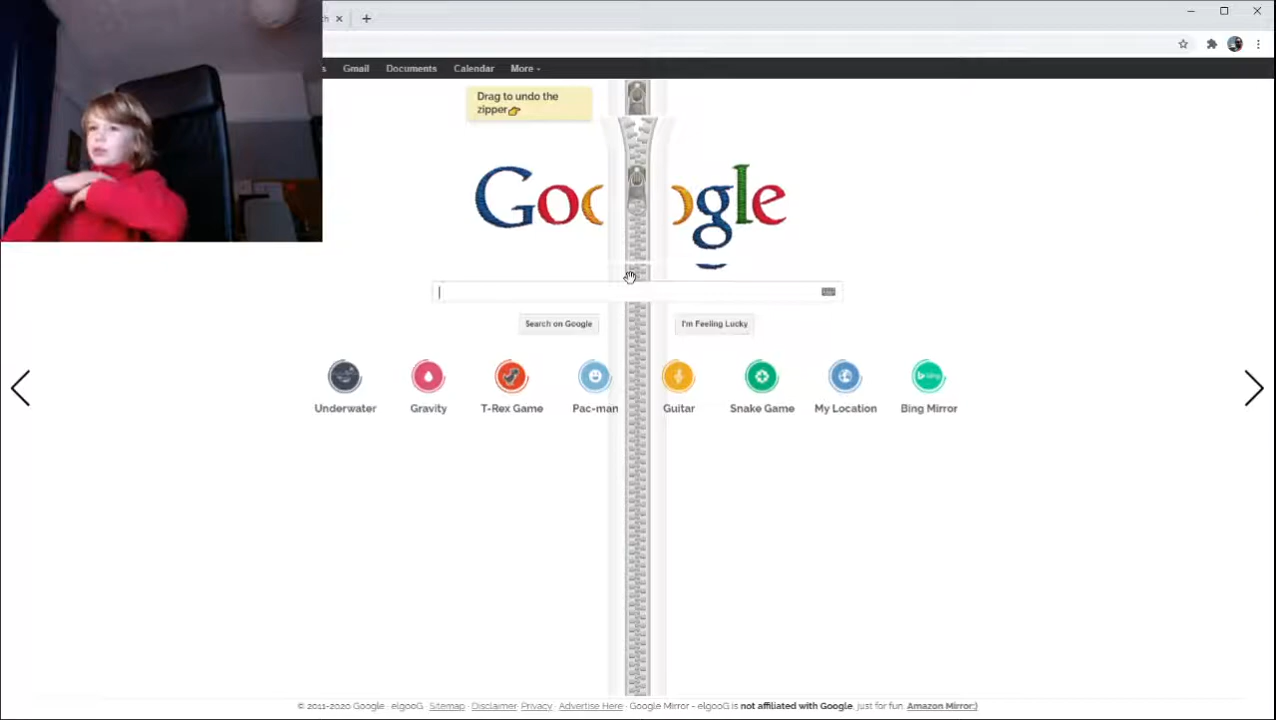 Gmail Documents Calendar More
Drag to undo the
zipper👉
Google
Search on Google I'm Feeling Lucky
Underwater Gravity T-Rex Game Pac-man Guitar Snake Game My Location Bing Mirror
© 2011-2020 Google · elgooG Sitemap · Disclaimer · Privacy · Advertise Here · Google Mirror - elgooG is not affiliated with Google, just for fun. Amazon Mirror:)